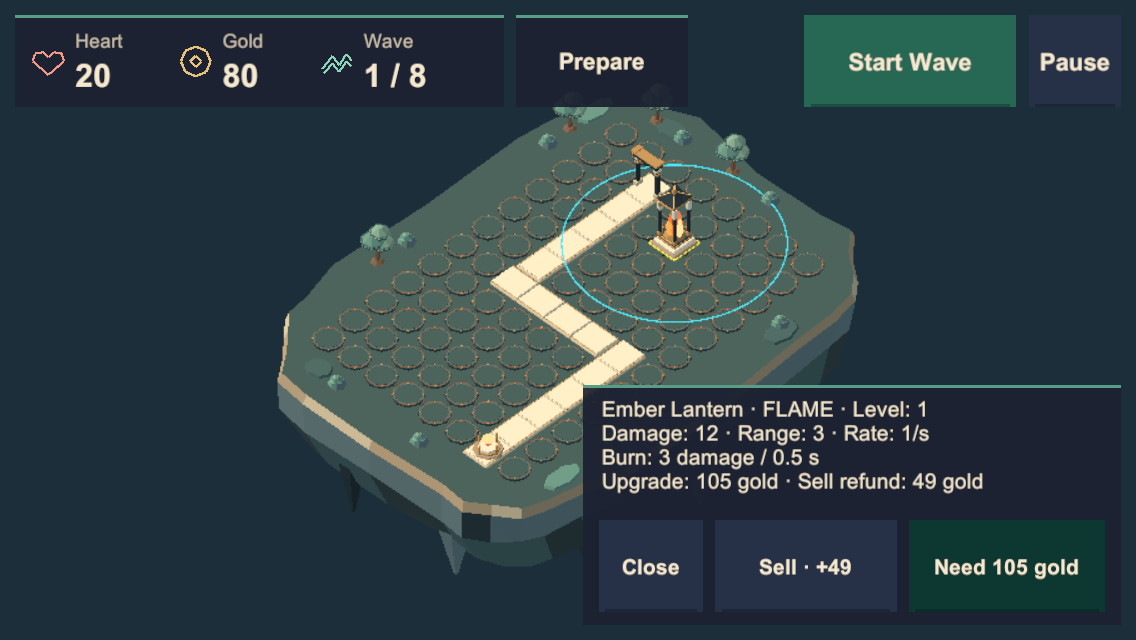 Heart
20
Gold
80
Wave
1 / 8
Prepare
Start Wave
Pause
Ember Lantern · FLAME · Level: 1
Damage: 12 · Range: 3 · Rate: 1/s
Burn: 3 damage / 0.5 s
Upgrade: 105 gold · Sell refund: 49 gold
Close
Sell · +49
Need 105 gold